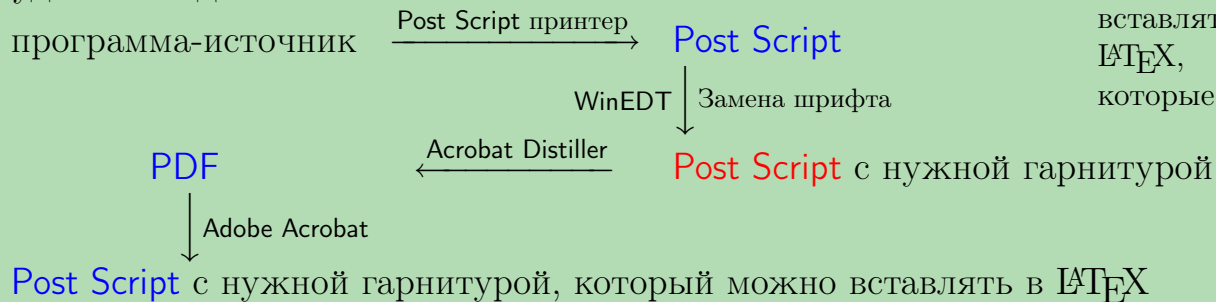 программа-источник Post Script принтер Post Script
WinEDT Замена шрифта
PDF Acrobat Distiller Post Script с нужной гарнитурой
Adobe Acrobat
Post Script с нужной гарнитурой, который можно вставлять в LATEX
LATEX,
которые